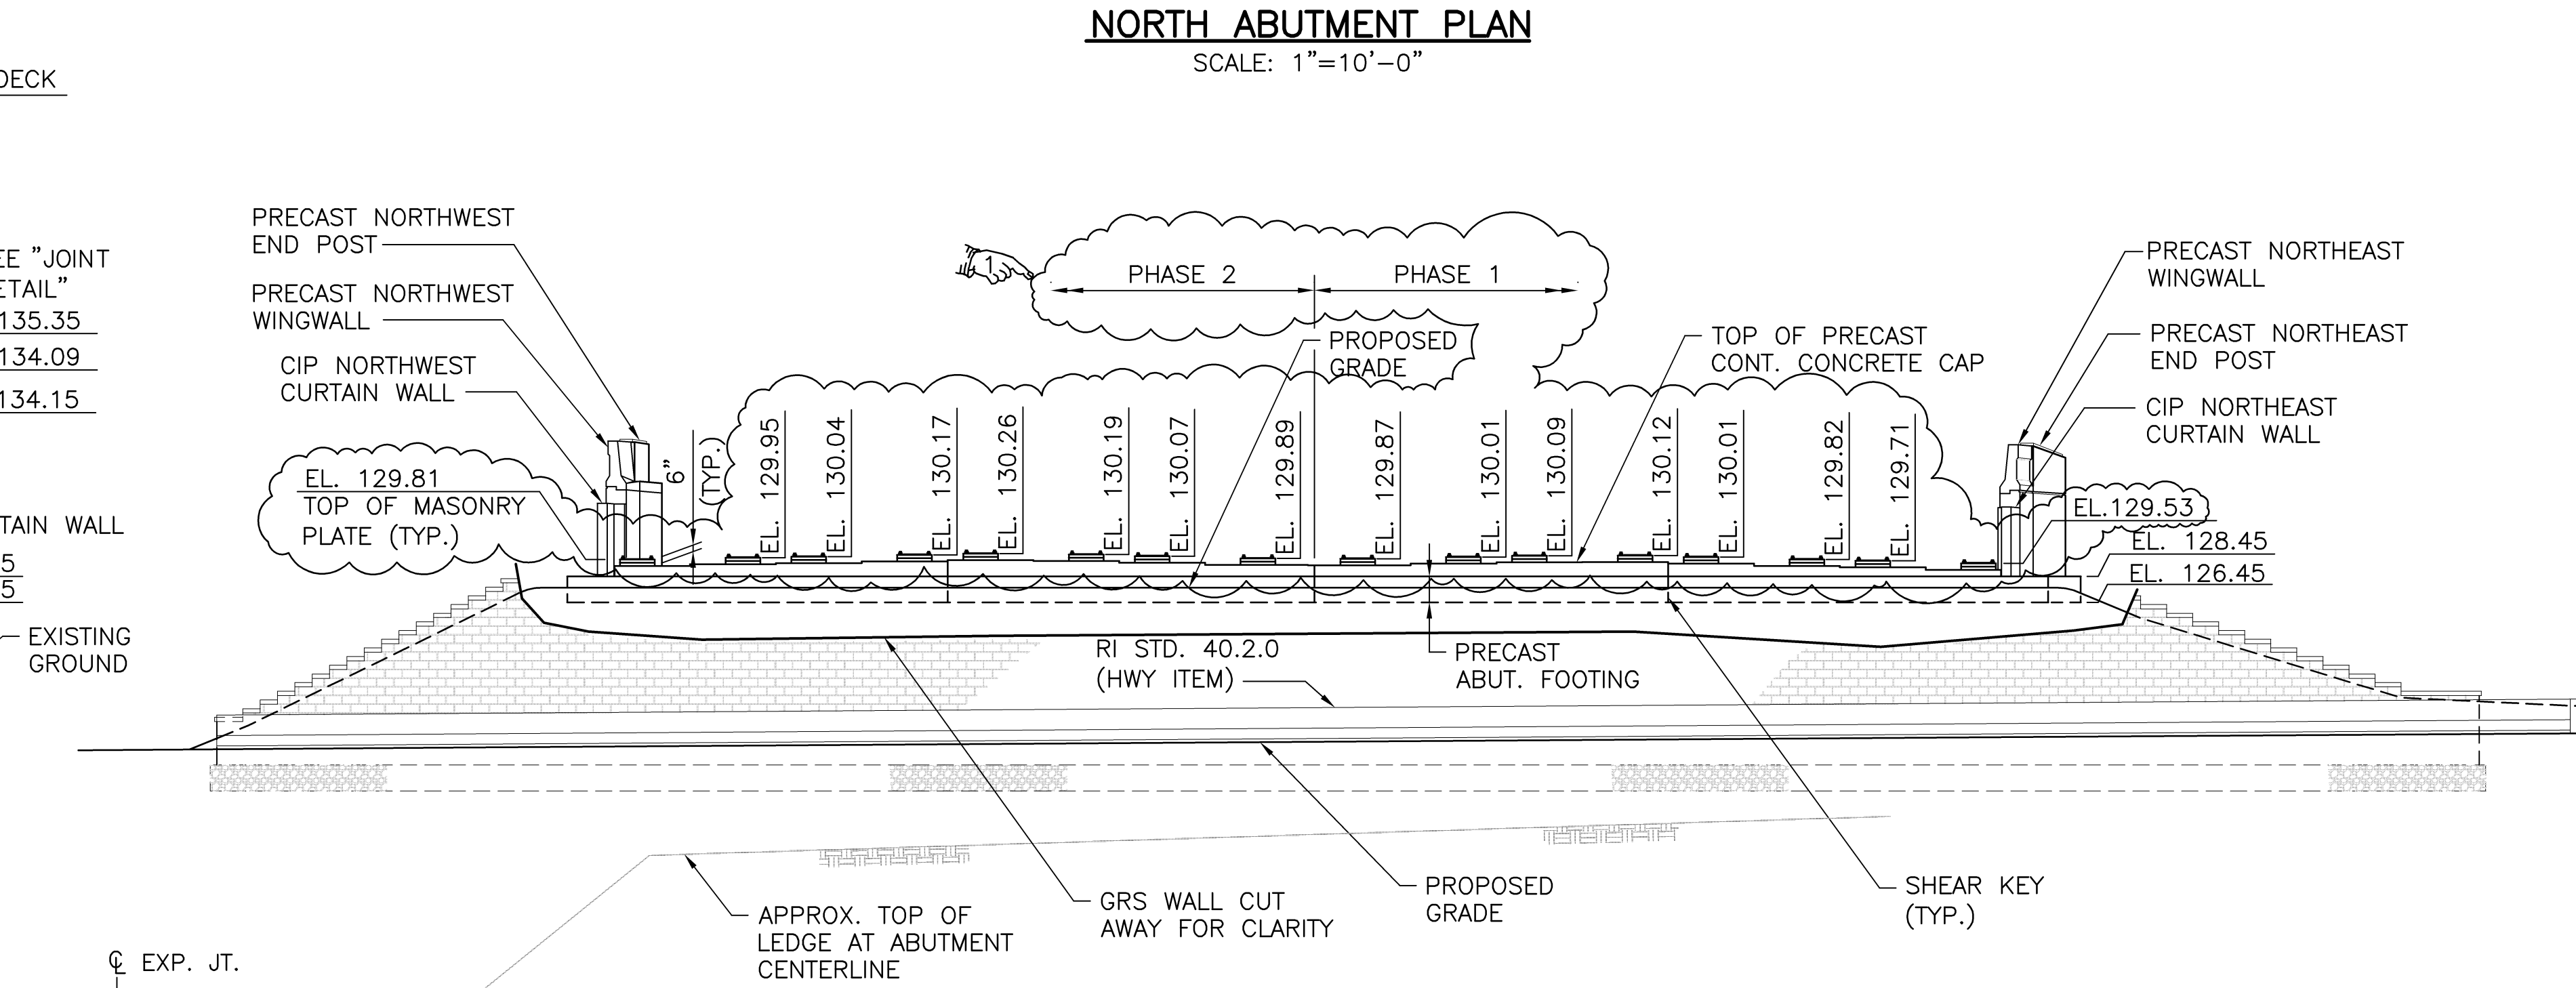 NORTH ABUTMENT PLAN
SCALE: 1"=10'-0"
DECK
EE "JOINT
ETAIL"
135.35
134.09
134.15
TAIN WALL
5
5
EXISTING
GROUND
℄ EXP. JT.
PRECAST NORTHWEST
END POST
PRECAST NORTHWEST
WINGWALL
CIP NORTHWEST
CURTAIN WALL
EL. 129.81
TOP OF MASONRY
PLATE (TYP.)
6"
(TYP.)
1
PHASE 2
PHASE 1
PROPOSED
GRADE
TOP OF PRECAST
CONT. CONCRETE CAP
EL. 129.95
EL. 130.04
EL. 130.17
EL. 130.26
EL. 130.19
EL. 130.07
EL. 129.89
EL. 129.87
EL. 130.01
EL. 130.09
EL. 130.12
EL. 130.01
EL. 129.82
EL. 129.71
PRECAST NORTHEAST
WINGWALL
PRECAST NORTHEAST
END POST
CIP NORTHEAST
CURTAIN WALL
EL.129.53
EL. 128.45
EL. 126.45
RI STD. 40.2.0
(HWY ITEM)
PRECAST
ABUT. FOOTING
APPROX. TOP OF
LEDGE AT ABUTMENT
CENTERLINE
GRS WALL CUT
AWAY FOR CLARITY
PROPOSED
GRADE
SHEAR KEY
(TYP.)